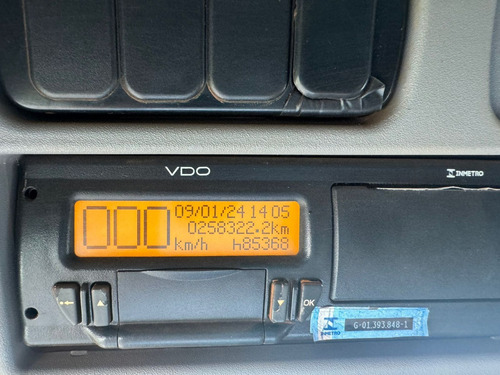 VDO
INMETRO
000 km/h
09/01/24 14 05
0258322.2km
h85368
OK
INMETRO
G-01.393.848-1